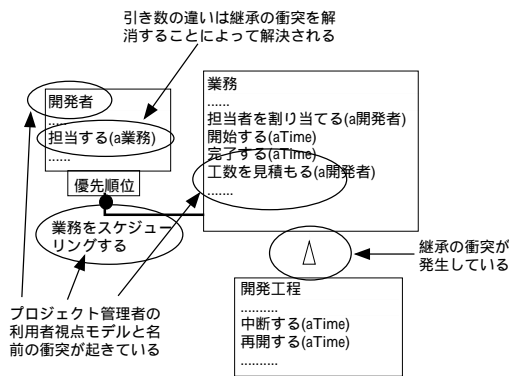 引き数の違いは継承の衝突を解
消することによって解決される
開発者
......
担当する(a業務)
......
優先順位
業務をスケジュー
リングする
業務
......
担当者を割り当てる(a開発者)
開始する(aTime)
完了する(aTime)
工数を見積もる(a開発者)
.......
継承の衝突が
発生している
開発工程
..........
中断する(aTime)
再開する(aTime)
..........
プロジェクト管理者の
利用者視点モデルと名
前の衝突が起きている